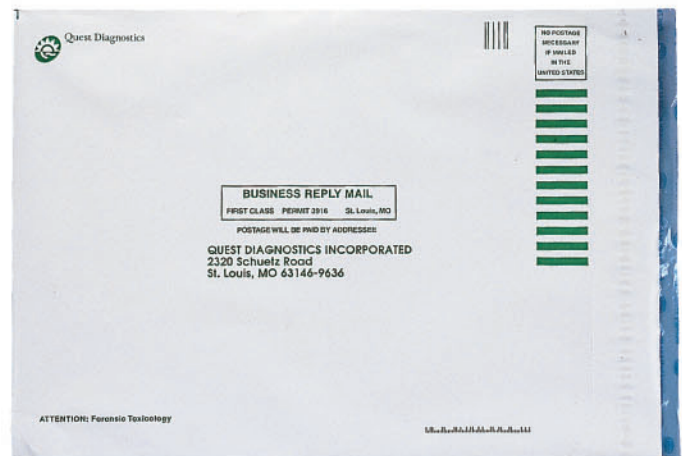 Quest Diagnostics
NO POSTAGE
NECESSARY
IF MAILED
IN THE
UNITED STATES
BUSINESS REPLY MAIL
FIRST CLASS PERMIT 3916 St. Louis, MO
POSTAGE WILL BE PAID BY ADDRESSEE
QUEST DIAGNOSTICS INCORPORATED
2320 Schuetz Road
St. Louis, MO 63146-9636
ATTENTION: Forensic Toxicology